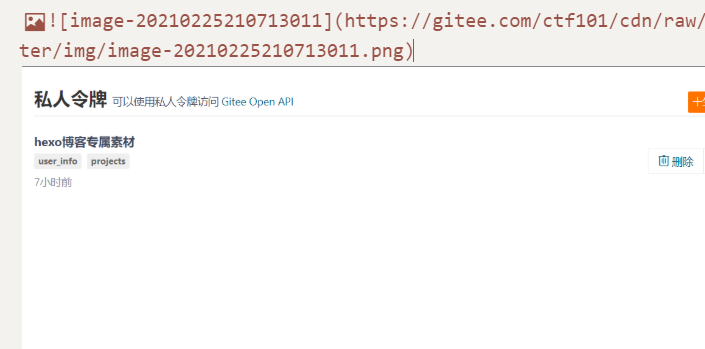 ![image-20210225210713011](https://gitee.com/ctf101/cdn/raw/
ter/img/image-20210225210713011.png)
私人令牌 可以使用私人令牌访问 Gitee Open API
hexo博客专属素材
user_info projects
删除
7小时前